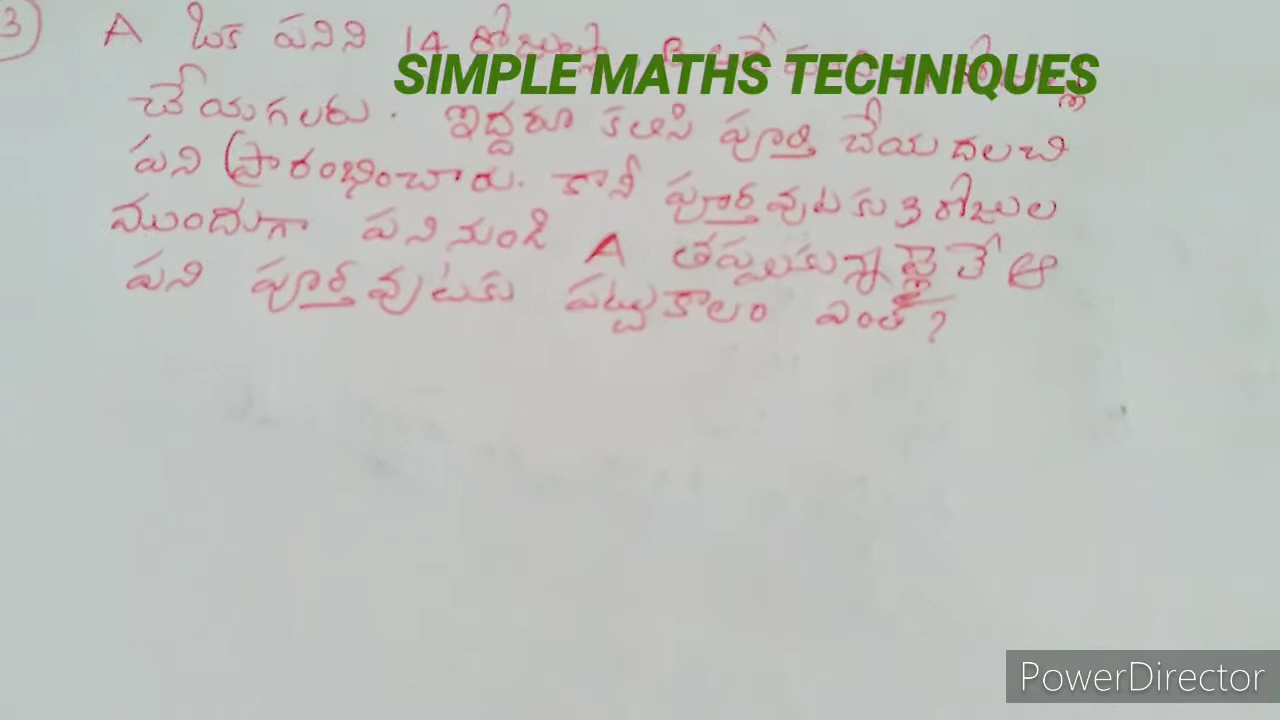 3 A ఒక పనిని 14 రోజుల్లో, B
SIMPLE MATHS TECHNIQUES
చేయగలరు. ఇద్దరూ కలిసి పూర్తి చేయదలచి
పని ప్రారంభించారు. కానీ పూర్తవుటకు 3 రోజుల
ముందుగా పని నుండి A తప్పుకున్నట్లైతే ఆ
పని పూర్తవుటకు పట్టుకాలం ఎంత?
PowerDirector